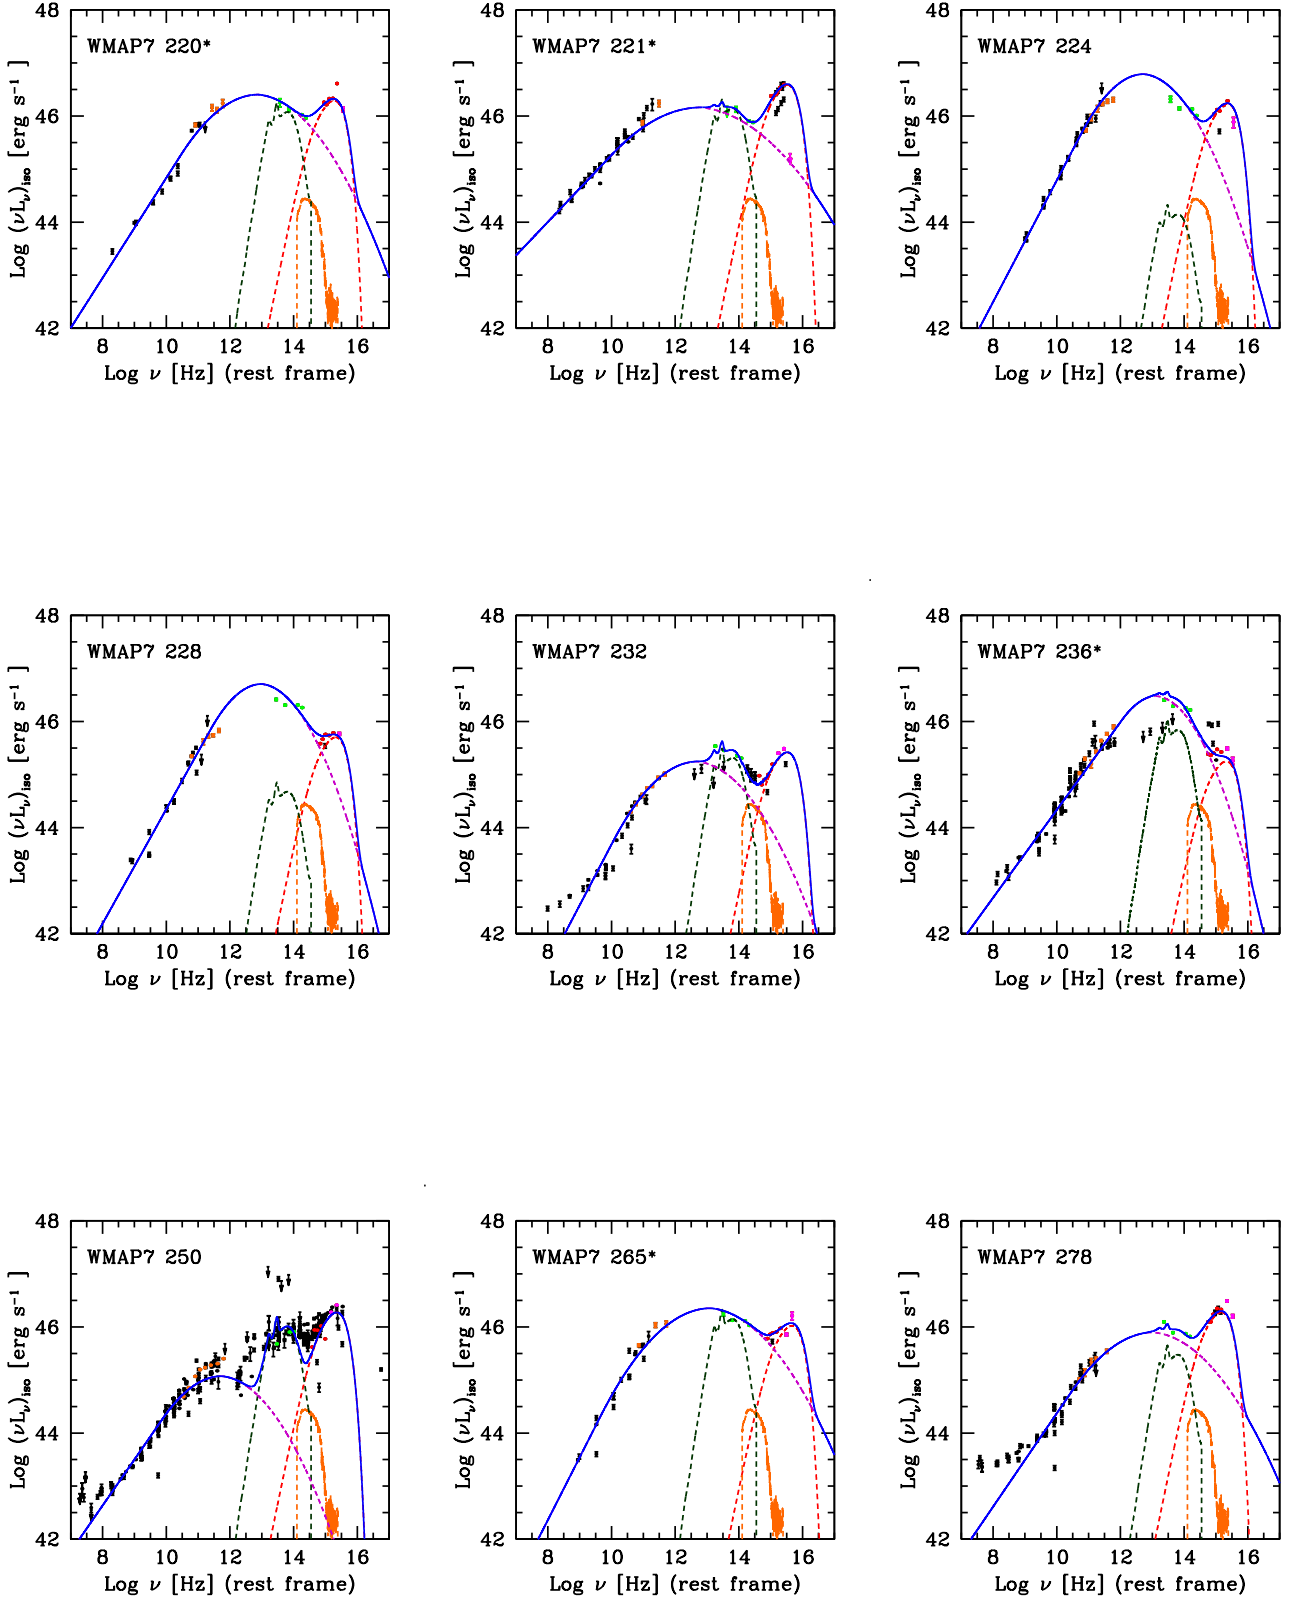 WMAP7 220*
48
46
44
42
Log (νLν)iso [erg s−1 ]
8 10 12 14 16
Log ν [Hz] (rest frame)
WMAP7 221*
48
46
44
42
Log (νLν)iso [erg s−1 ]
8 10 12 14 16
Log ν [Hz] (rest frame)
WMAP7 224
48
46
44
42
Log (νLν)iso [erg s−1 ]
8 10 12 14 16
Log ν [Hz] (rest frame)
WMAP7 228
48
46
44
42
Log (νLν)iso [erg s−1 ]
8 10 12 14 16
Log ν [Hz] (rest frame)
WMAP7 232
48
46
44
42
Log (νLν)iso [erg s−1 ]
8 10 12 14 16
Log ν [Hz] (rest frame)
WMAP7 236*
48
46
44
42
Log (νLν)iso [erg s−1 ]
8 10 12 14 16
Log ν [Hz] (rest frame)
WMAP7 250
48
46
44
42
Log (νLν)iso [erg s−1 ]
8 10 12 14 16
Log ν [Hz] (rest frame)
WMAP7 265*
48
46
44
42
Log (νLν)iso [erg s−1 ]
8 10 12 14 16
Log ν [Hz] (rest frame)
WMAP7 278
48
46
44
42
Log (νLν)iso [erg s−1 ]
8 10 12 14 16
Log ν [Hz] (rest frame)